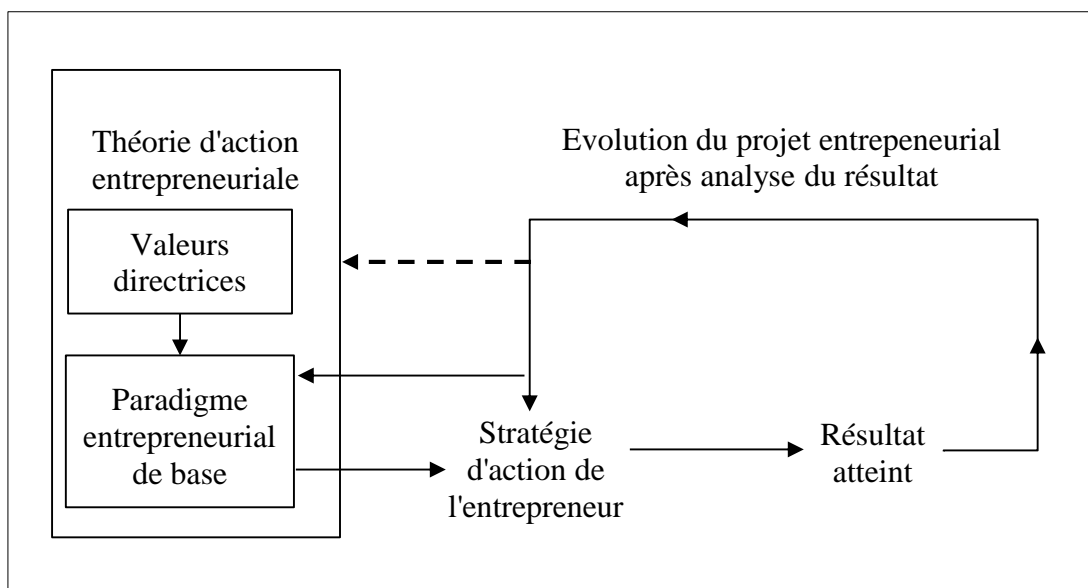 Théorie d'action
entrepreneuriale
Valeurs
directrices
Paradigme
entrepreneurial
de base
Evolution du projet entrepeneurial
après analyse du résultat
Stratégie
d'action de
l'entrepreneur
Résultat
atteint